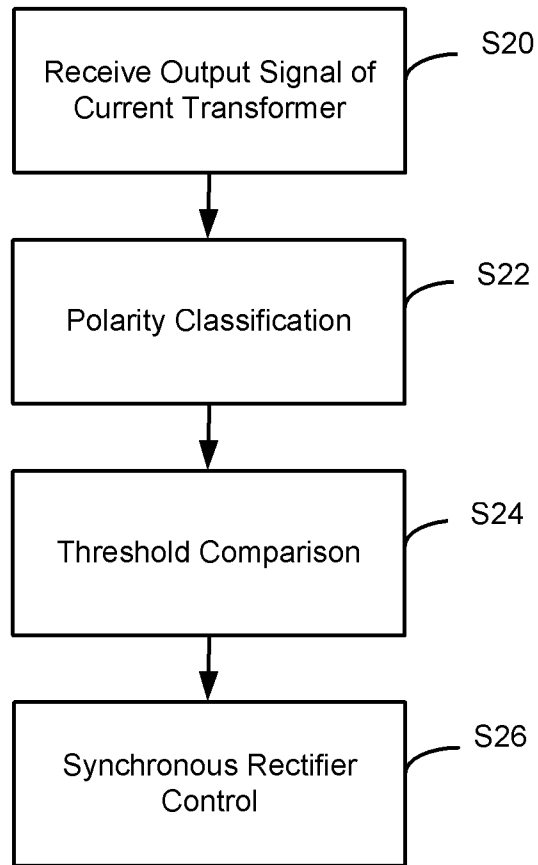 Receive Output Signal of
Current Transformer
S20
Polarity Classification
S22
Threshold Comparison
S24
Synchronous Rectifier
Control
S26